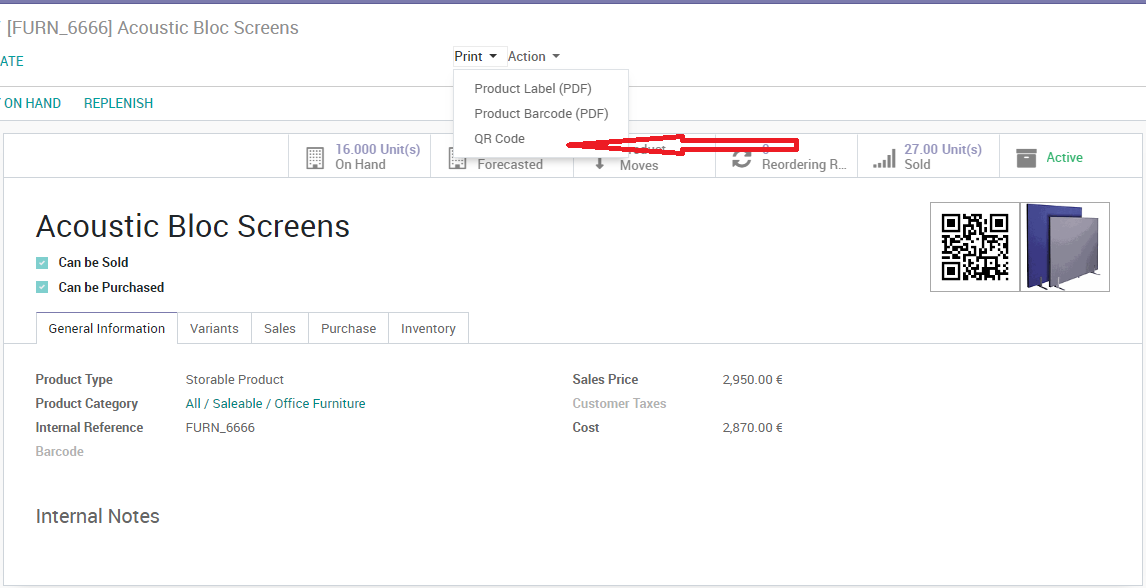 [FURN_6666] Acoustic Bloc Screens
ATE
Print Action
Product Label (PDF)
Product Barcode (PDF)
QR Code
ON HAND REPLENISH
16.000 Unit(s)
On Hand
Forecasted
Product
Moves
0
Reordering R...
27.00 Unit(s)
Sold
Active
Acoustic Bloc Screens
Can be Sold
Can be Purchased
General Information Variants Sales Purchase Inventory
Product Type Storable Product
Product Category All / Saleable / Office Furniture
Internal Reference FURN_6666
Barcode
Sales Price 2,950.00 €
Customer Taxes
Cost 2,870.00 €
Internal Notes